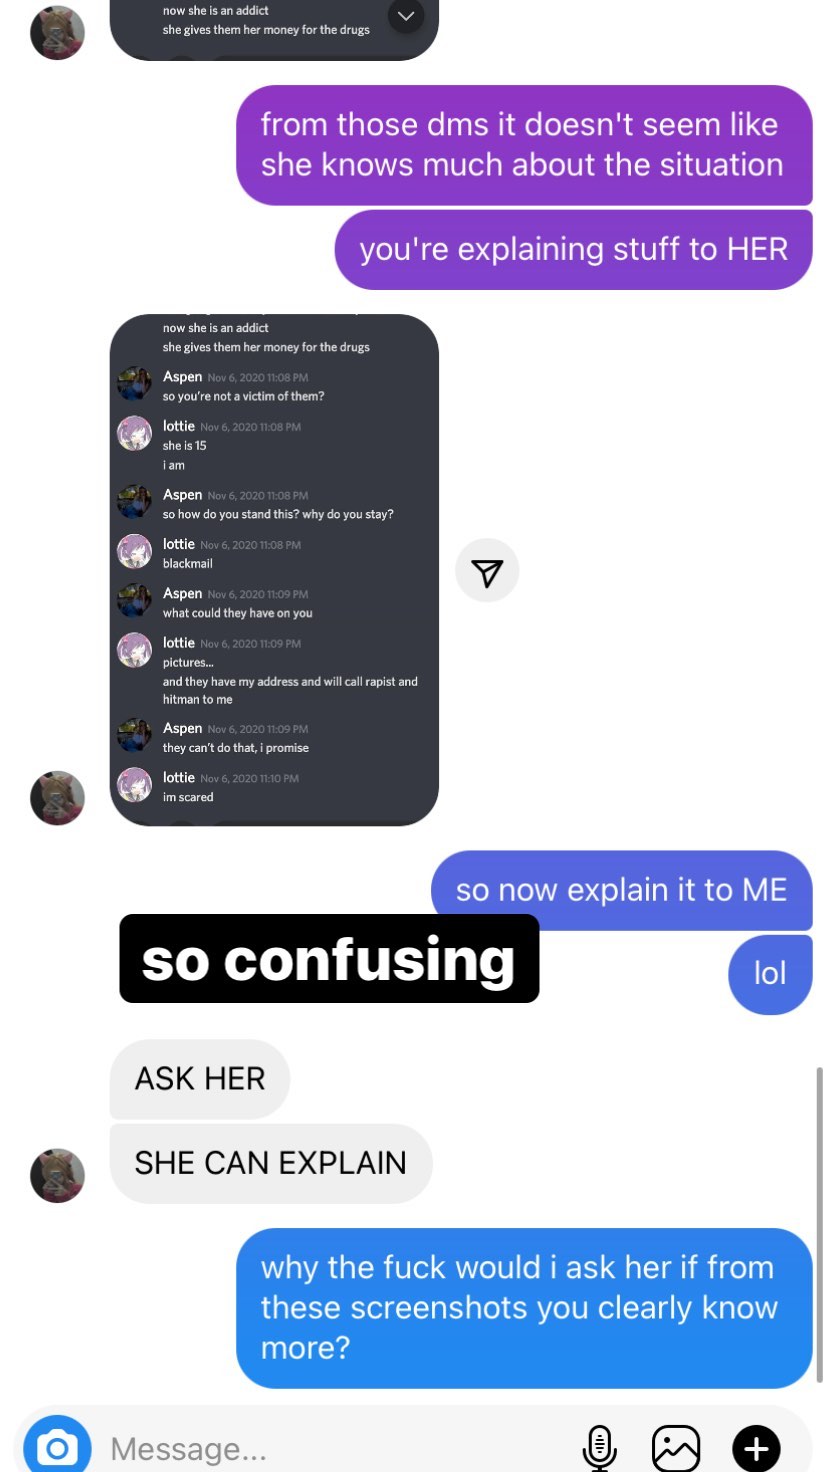 now she is an addict
she gives them her money for the drugs
from those dms it doesn't seem like
she knows much about the situation
you're explaining stuff to HER
now she is an addict
she gives them her money for the drugs
Aspen Nov 6, 2020 11:08 PM
so you're not a victim of them?
lottie Nov 6, 2020 11:08 PM
she is 15
i am
Aspen Nov 6, 2020 11:08 PM
so how do you stand this? why do you stay?
lottie Nov 6, 2020 11:08 PM
blackmail
Aspen Nov 6, 2020 11:09 PM
what could they have on you
lottie Nov 6, 2020 11:09 PM
pictures...
and they have my address and will call rapist and
hitman to me
Aspen Nov 6, 2020 11:09 PM
they can't do that, i promise
lottie Nov 6, 2020 11:10 PM
im scared
so now explain it to ME
so confusing
lol
ASK HER
SHE CAN EXPLAIN
why the fuck would i ask her if from
these screenshots you clearly know
more?
Message...